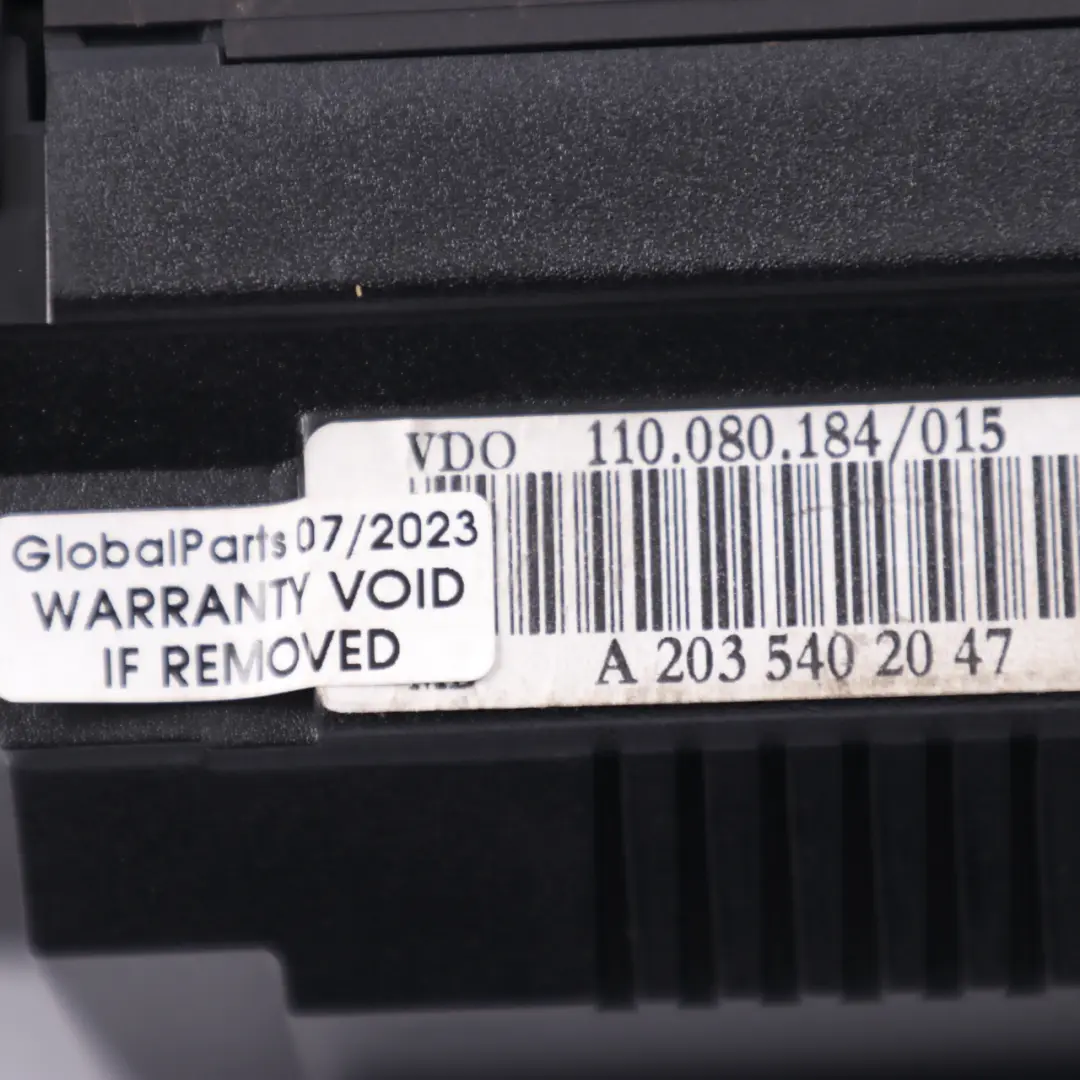 VDO 110.080.184/015
GlobalParts 07/2023
WARRANTY VOID
IF REMOVED
A 203 540 20 47